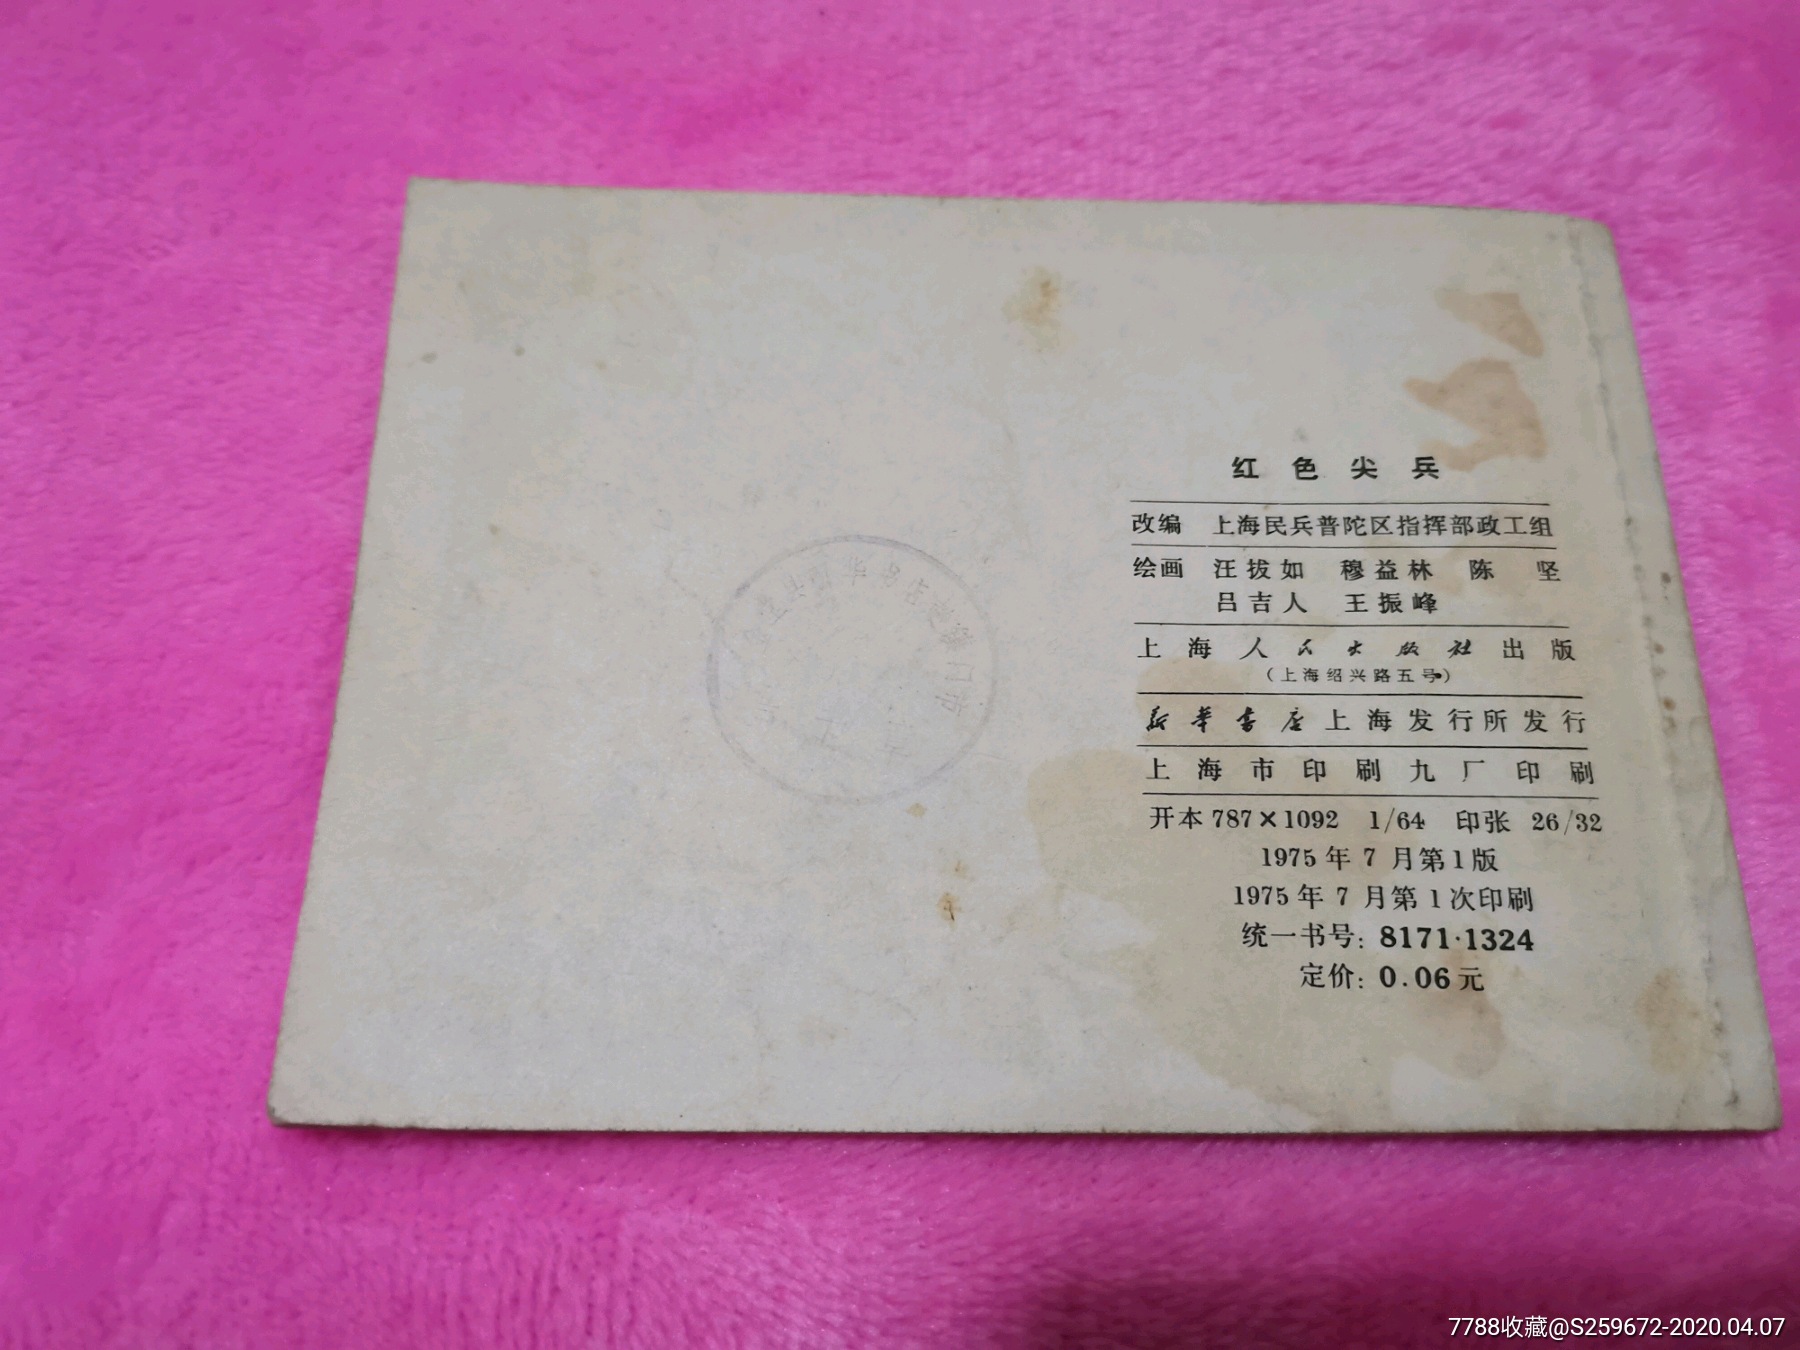 红色尖兵
改编 上海民兵普陀区指挥部政工组
绘画 汪拔如 穆益林 陈坚
吕吉人 王振峰
上海人民出版社出版
(上海绍兴路五号)
新华书店上海发行所发行
上海市印刷九厂印刷
开本 787×1092 1/64 印张 26/32
1975年7月第1版
1975年7月第1次印刷
统一书号: 8171·1324
定价: 0.06元
7788收藏@S259672-2020.04.07